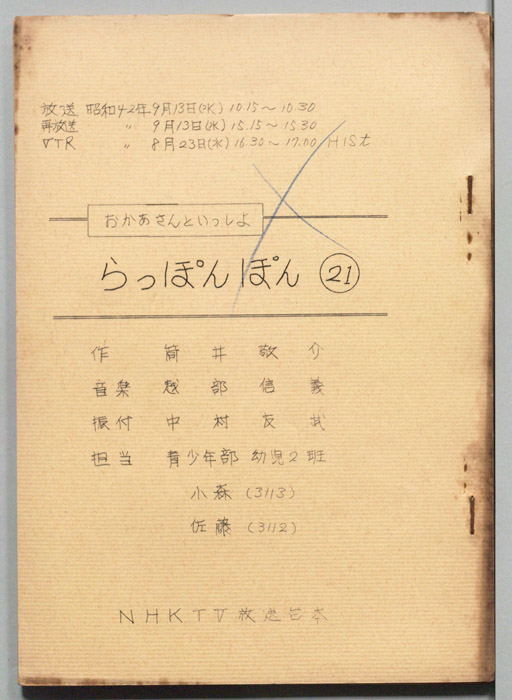 放送 昭和42年9月13日(水) 10.15～10.30
再放送 〃 9月13日(水) 15.15～15.30
VTR 〃 8月23日(水) 16.30～17.00 H1St
おかあさんといっしよ
らっぽんぽん ㉑
作 筒井敬介
音楽 越部信義
振付 中村友武
担当 青少年部 幼児2班
小森 (3113)
佐藤 (3112)
NHKTV放送台本